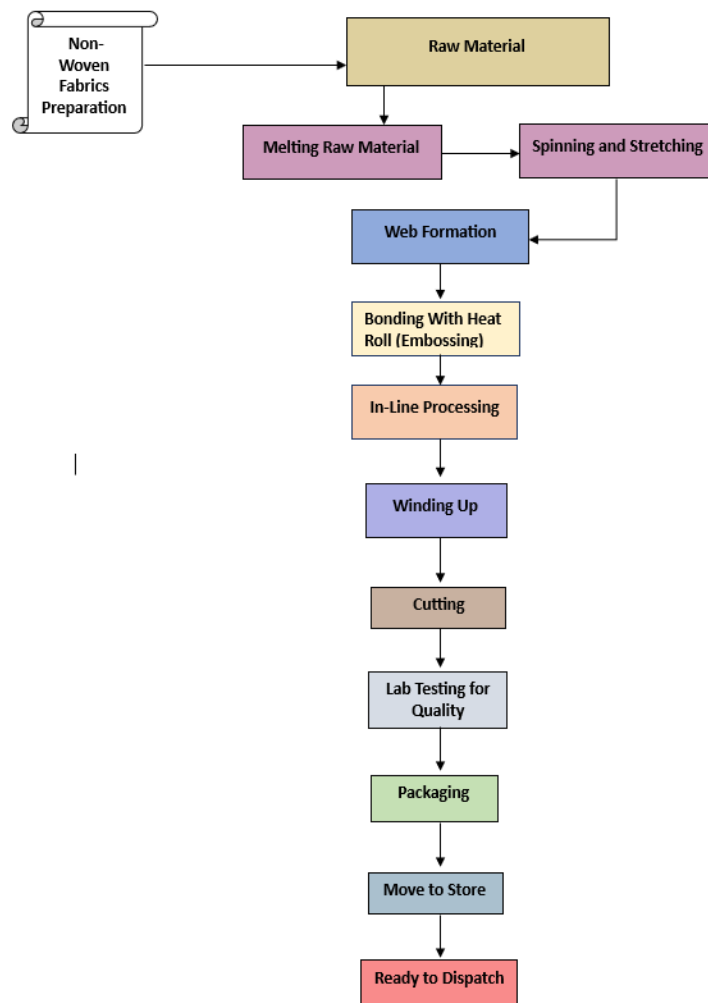 Non-
Woven
Fabrics
Preparation
Raw Material
Melting Raw Material
Spinning and Stretching
Web Formation
Bonding With Heat
Roll (Embossing)
In-Line Processing
Winding Up
Cutting
Lab Testing for
Quality
Packaging
Move to Store
Ready to Dispatch